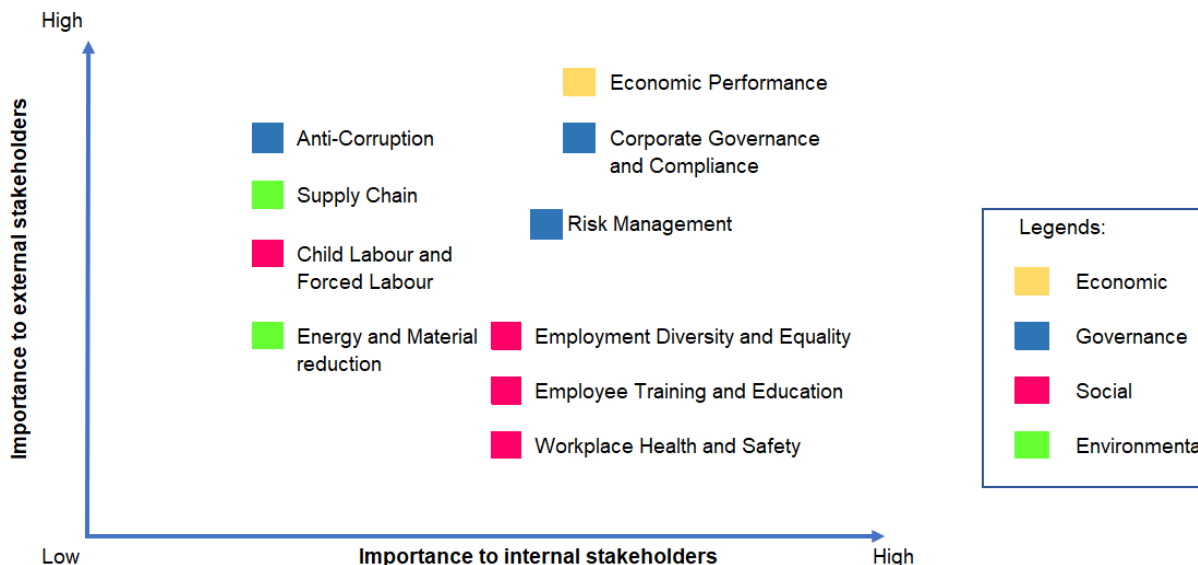 High
Importance to external stakeholders
Economic Performance
Anti-Corruption
Corporate Governance
and Compliance
Supply Chain
Risk Management
Child Labour and
Forced Labour
Energy and Material
reduction
Employment Diversity and Equality
Employee Training and Education
Workplace Health and Safety
Legends:
Economic
Governance
Social
Environmenta
Low
Importance to internal stakeholders
High